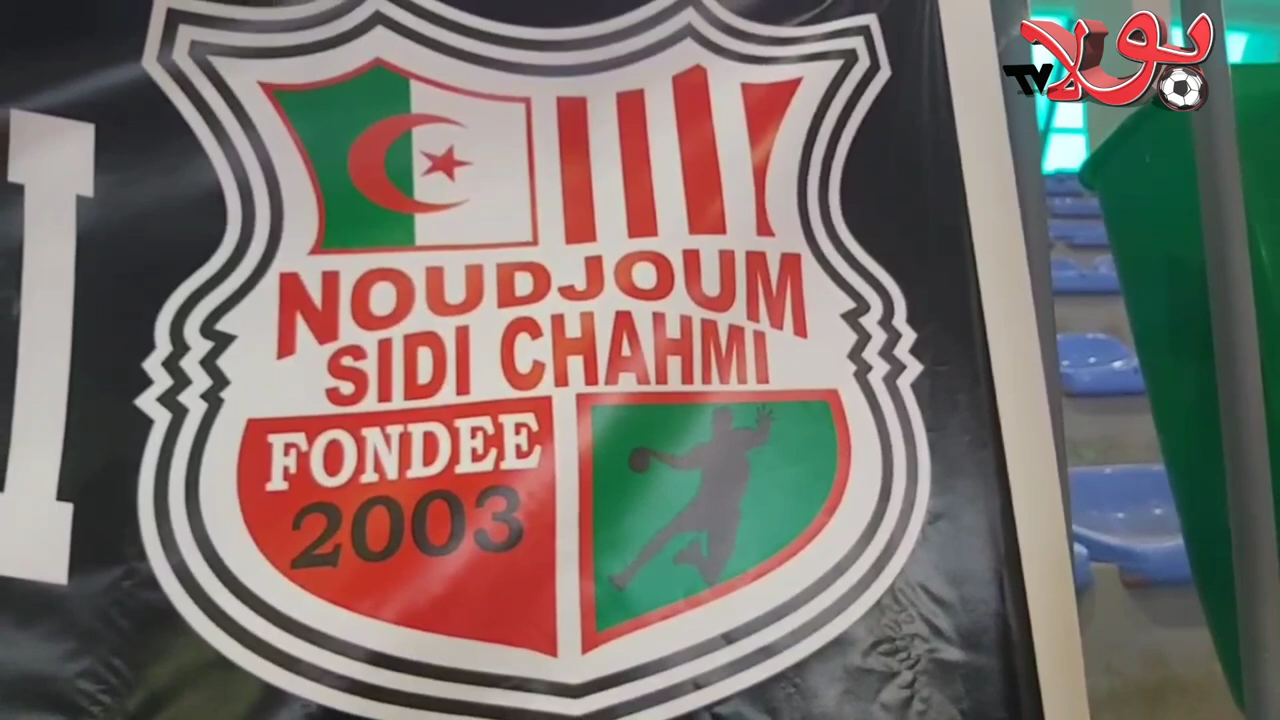 بولا
TV
NOUDJOUM
SIDI CHAHMI
FONDEE
2003